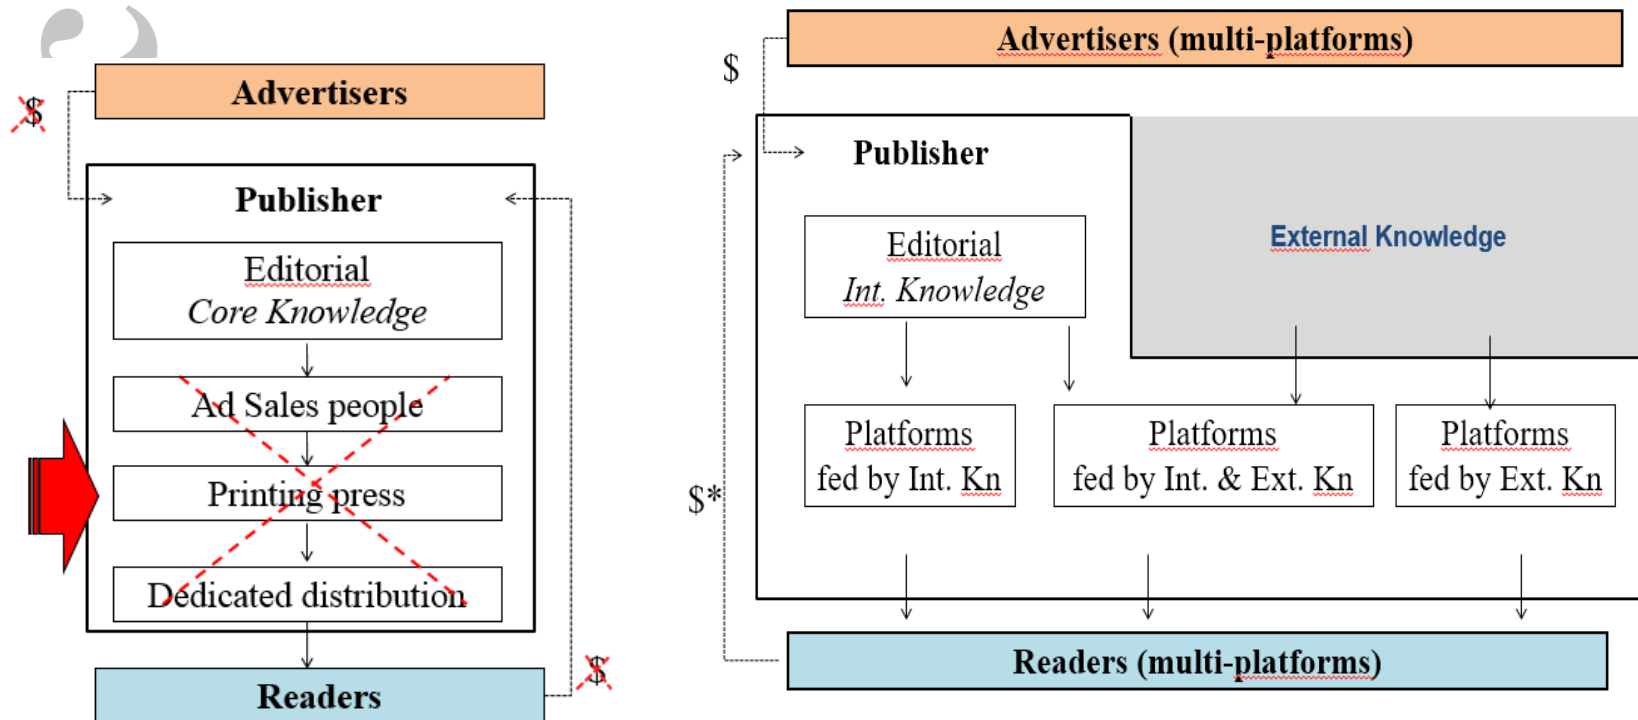 Advertisers
$
Publisher
Editorial
Core Knowledge
Ad Sales people
Printing press
Dedicated distribution
$
Readers
Advertisers (multi-platforms)
$
Publisher
External Knowledge
Editorial
Int. Knowledge
Platforms
fed by Int. Kn
Platforms
fed by Int. & Ext. Kn
Platforms
fed by Ext. Kn
$*
Readers (multi-platforms)